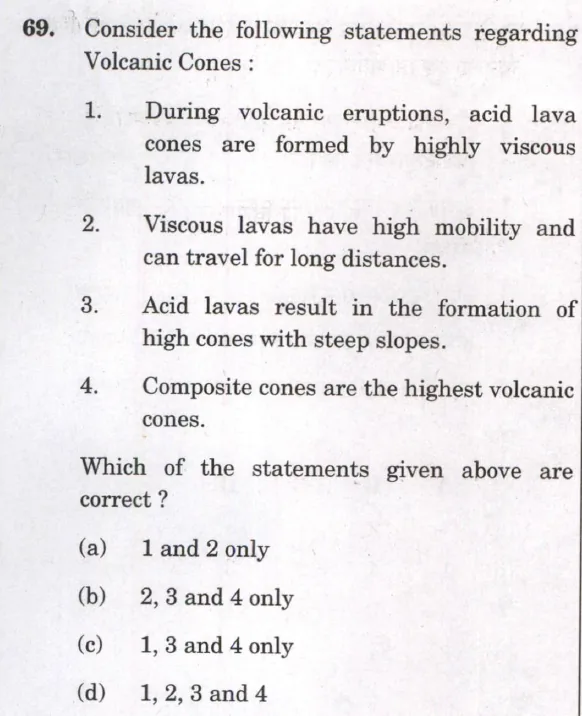 69. Consider the following statements regarding
Volcanic Cones :
1. During volcanic eruptions, acid lava
cones are formed by highly viscous
lavas.
2. Viscous lavas have high mobility and
can travel for long distances.
3. Acid lavas result in the formation of
high cones with steep slopes.
4. Composite cones are the highest volcanic
cones.
Which of the statements given above are
correct ?
(a) 1 and 2 only
(b) 2, 3 and 4 only
(c) 1, 3 and 4 only
(d) 1, 2, 3 and 4